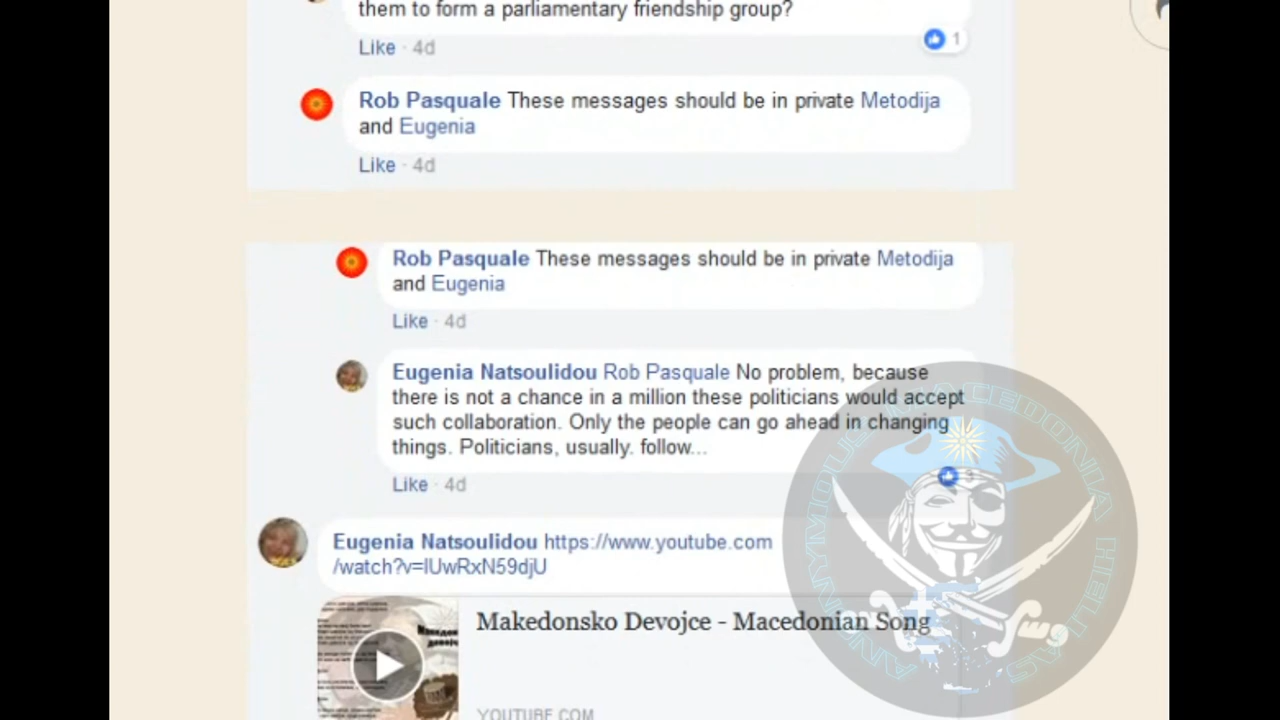 them to form a parliamentary friendship group?
Like · 4d
1
Rob Pasquale These messages should be in private Metodija
and Eugenia
Like · 4d
Rob Pasquale These messages should be in private Metodija
and Eugenia
Like · 4d
Eugenia Natsoulidou Rob Pasquale No problem, because
there is not a chance in a million these politicians would accept
such collaboration. Only the people can go ahead in changing
things. Politicians, usually. follow...
Like · 4d
Eugenia Natsoulidou https://www.youtube.com
/watch?v=lUwRxN59djU
Makedonsko Devojce - Macedonian Song
YOUTUBE.COM
ANONYMOUS MACEDONIA HELLAS